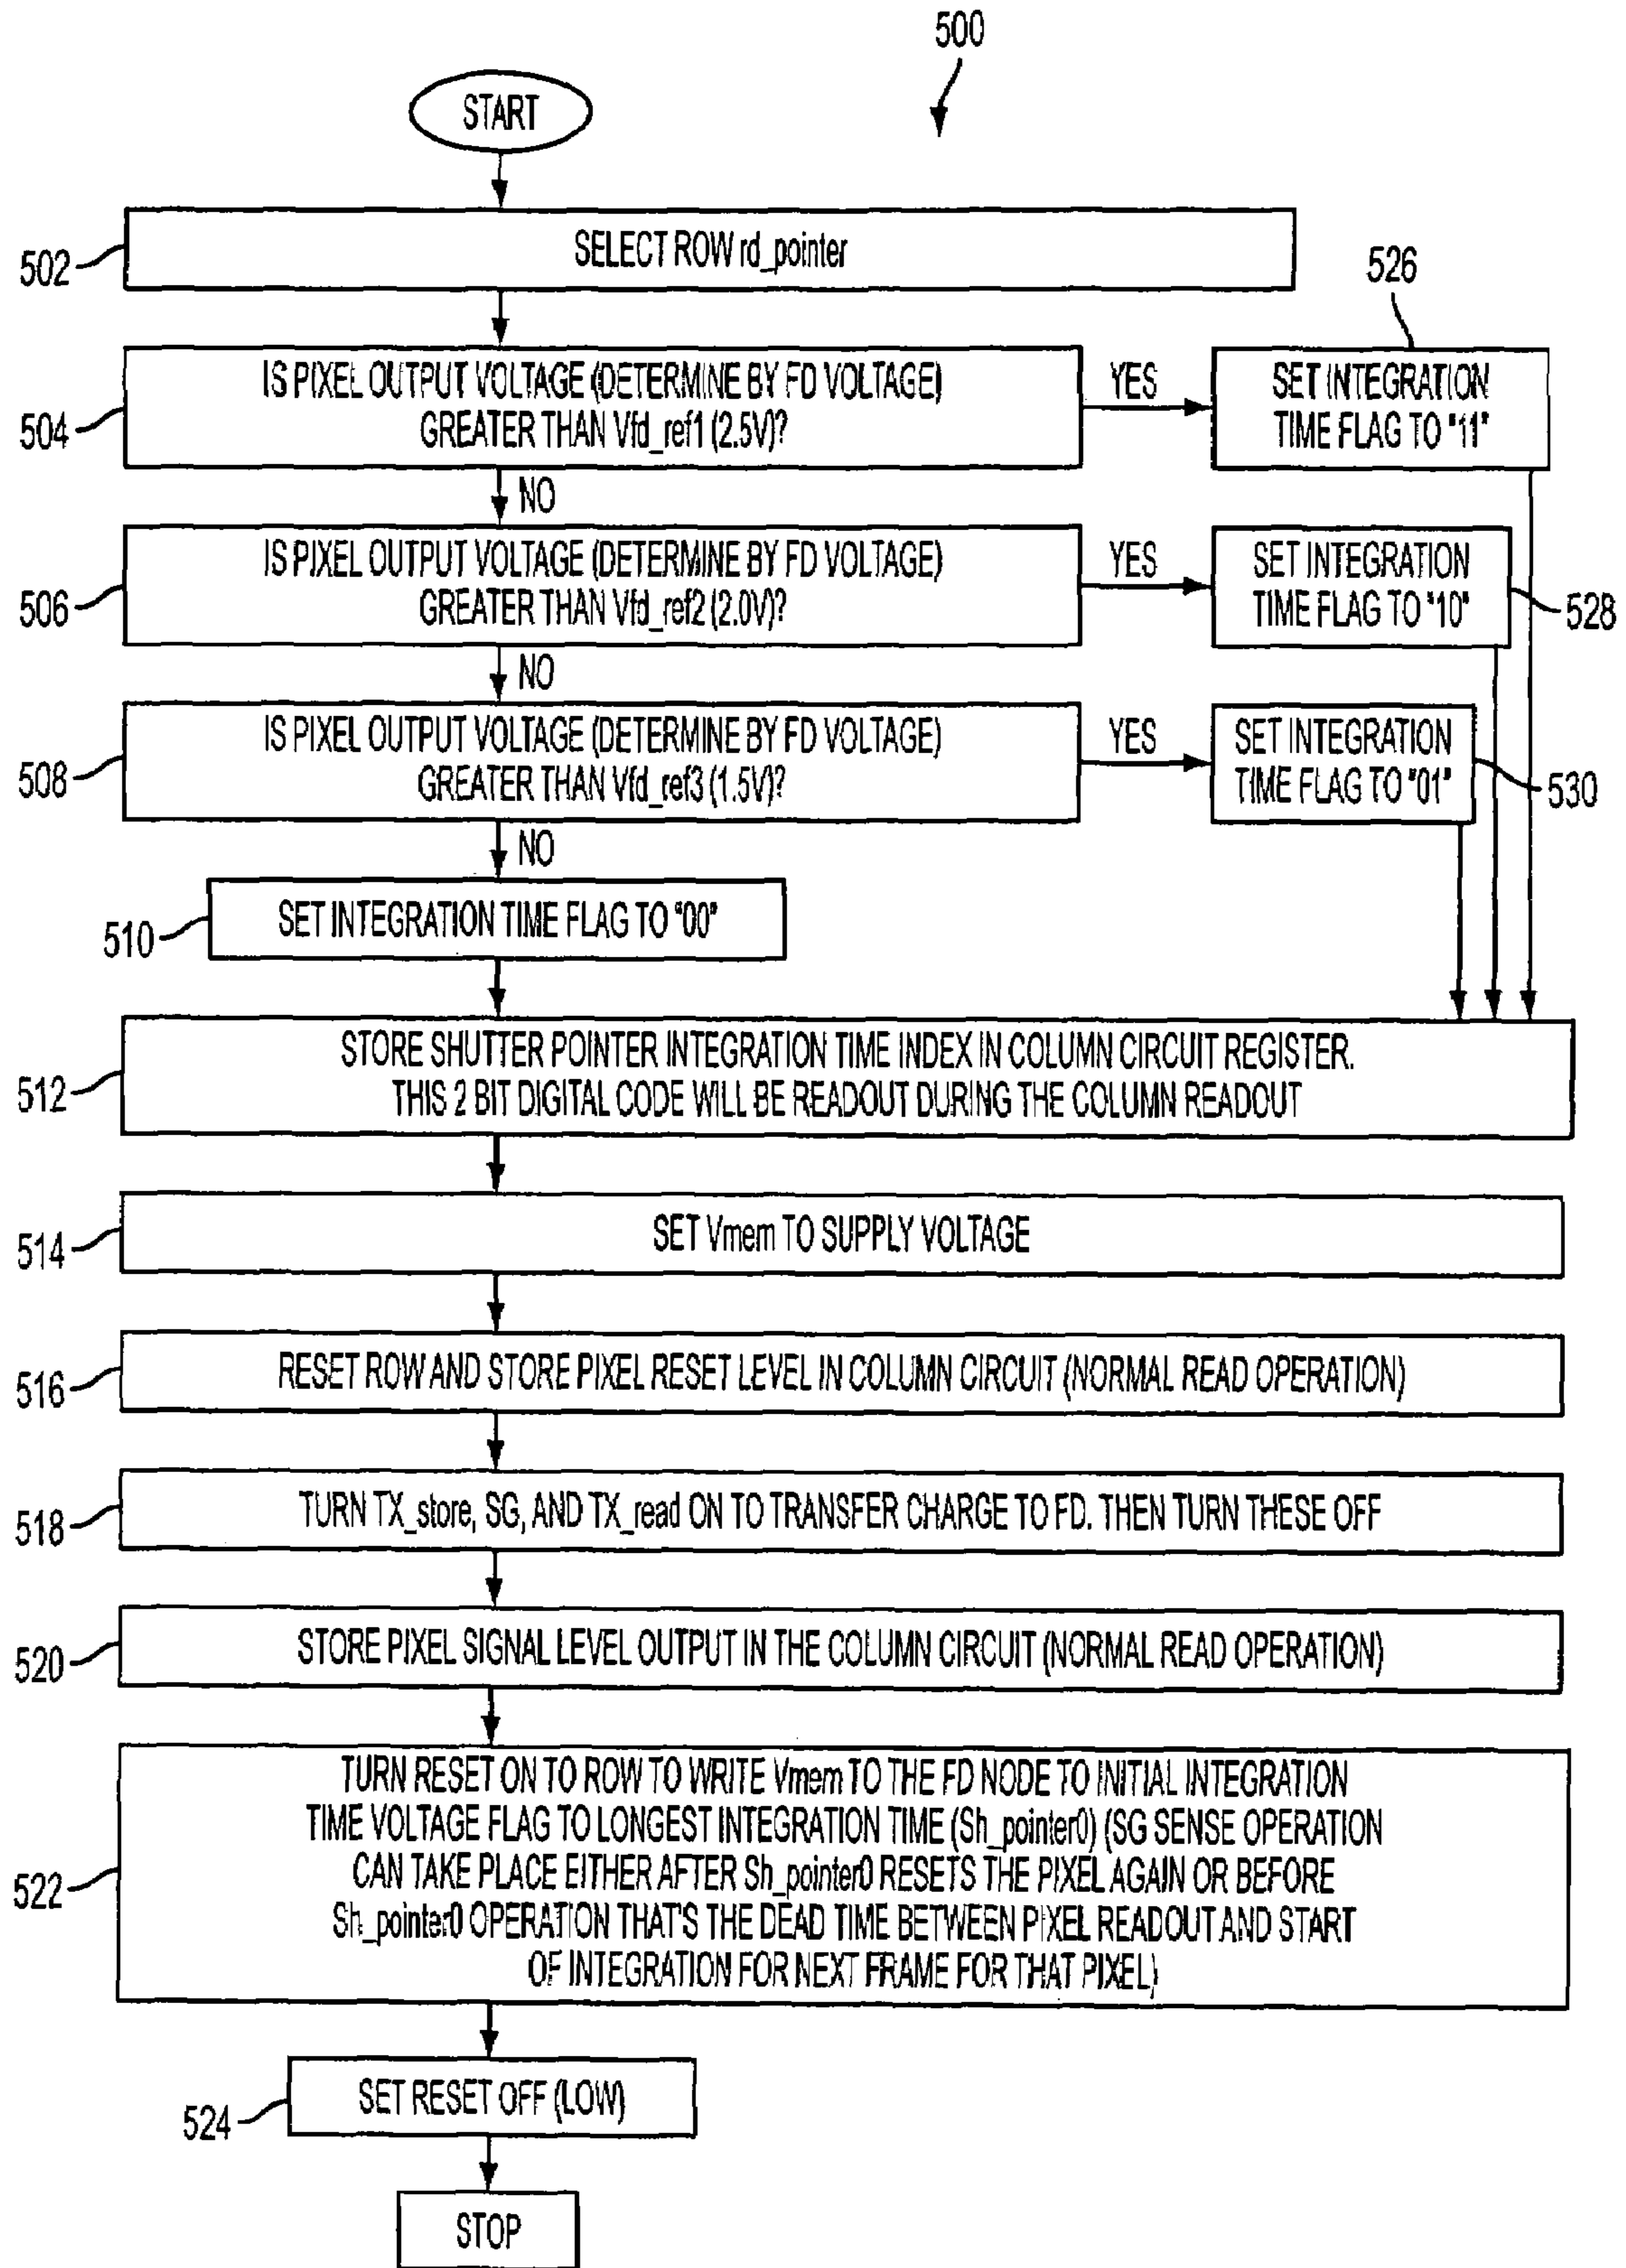 500
START
502
SELECT ROW rd_pointer
526
504
IS PIXEL OUTPUT VOLTAGE (DETERMINE BY FD VOLTAGE)
GREATER THAN Vfd_ref1 (2.5V)?
YES
SET INTEGRATION
TIME FLAG TO "11"
NO
506
IS PIXEL OUTPUT VOLTAGE (DETERMINE BY FD VOLTAGE)
GREATER THAN Vfd_ref2 (2.0V)?
YES
SET INTEGRATION
TIME FLAG TO "10"
528
NO
508
IS PIXEL OUTPUT VOLTAGE (DETERMINE BY FD VOLTAGE)
GREATER THAN Vfd_ref3 (1.5V)?
YES
SET INTEGRATION
TIME FLAG TO "01"
530
NO
510
SET INTEGRATION TIME FLAG TO "00"
512
STORE SHUTTER POINTER INTEGRATION TIME INDEX IN COLUMN CIRCUIT REGISTER.
THIS 2 BIT DIGITAL CODE WILL BE READOUT DURING THE COLUMN READOUT
514
SET Vmem TO SUPPLY VOLTAGE
516
RESET ROW AND STORE PIXEL RESET LEVEL IN COLUMN CIRCUIT (NORMAL READ OPERATION)
518
TURN TX_store, SG, AND TX_read ON TO TRANSFER CHARGE TO FD. THEN TURN THESE OFF
520
STORE PIXEL SIGNAL LEVEL OUTPUT IN THE COLUMN CIRCUIT (NORMAL READ OPERATION)
522
TURN RESET ON TO ROW TO WRITE Vmem TO THE FD NODE TO INITIAL INTEGRATION
TIME VOLTAGE FLAG TO LONGEST INTEGRATION TIME (Sh_pointer0) (SG SENSE OPERATION
CAN TAKE PLACE EITHER AFTER Sh_pointer0 RESETS THE PIXEL AGAIN OR BEFORE
Sh_pointer0 OPERATION THAT'S THE DEAD TIME BETWEEN PIXEL READOUT AND START
OF INTEGRATION FOR NEXT FRAME FOR THAT PIXEL)
524
SET RESET OFF (LOW)
STOP